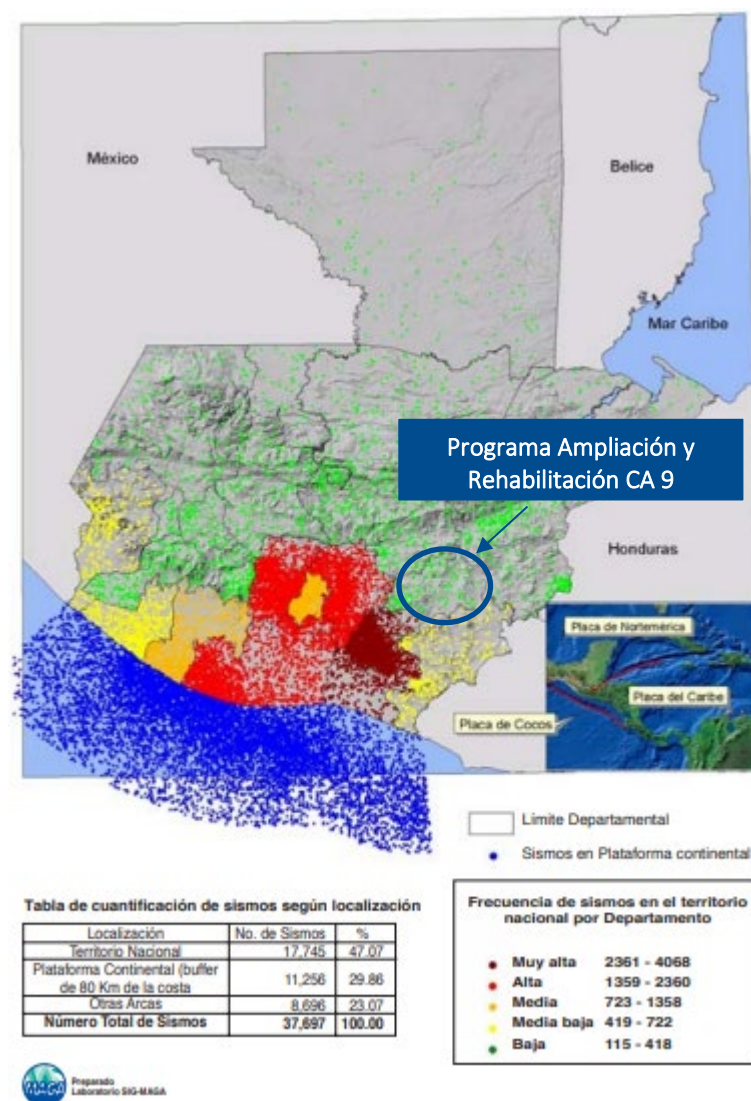 México
Belice
Mar Caribe
Programa Ampliación y
Rehabilitación CA 9
Honduras
Placa de Nortemérica
Placa del Caribe
Placa de Cocos
Límite Departamental
Sismos en Plataforma continental
Tabla de cuantificación de sismos según localización
Localización No. de Sismos %
Territorio Nacional 17,745 47.07
Plataforma Continental (buffer
de 80 Km de la costa 11,256 29.86
Otras Arcas 8,696 23.07
Número Total de Sismos 37,697 100.00
Frecuencia de sismos en el territorio
nacional por Departamento
Muy alta 2361 - 4068
Alta 1359 - 2360
Media 723 - 1358
Media baja 419 - 722
Baja 115 - 418
MAGA
Preparado
Laboratorio SIG-MAGA